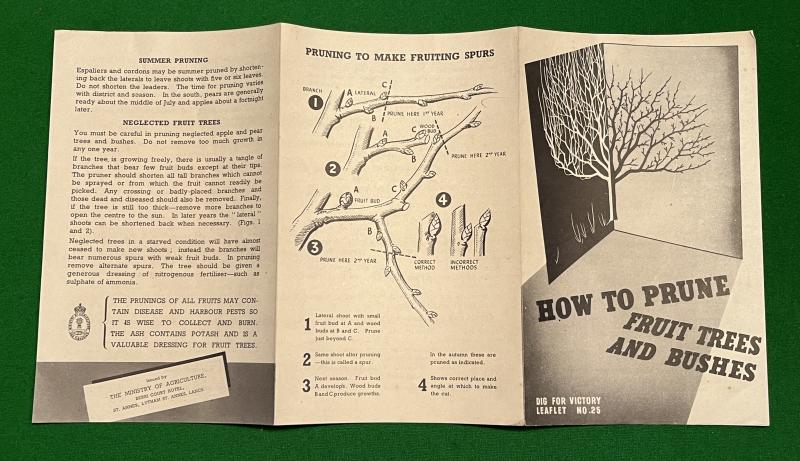 SUMMER PRUNING
Espaliers and cordons may be summer pruned by shorten-
ing back the laterals to leave shoots with five or six leaves.
Do not shorten the leaders. The time for pruning varies
with district and season. In the south, pears are generally
ready about the middle of July and apples about a fortnight
later.
NEGLECTED FRUIT TREES
You must be careful in pruning neglected apple and pear
trees and bushes. Do not remove too much growth in
any one year.
If the tree is growing freely, there is usually a tangle of
branches that bear few fruit buds except at their tips.
The pruner should shorten all tall branches which cannot
be sprayed or from which the fruit cannot readily be
picked. Any crossing or badly-placed branches and
those dead and diseased should also be removed. Finally,
if the tree is still too thick—remove more branches to
open the centre to the sun. In later years the "lateral"
shoots can be shortened back when necessary. (Figs. 1
and 2).
Neglected trees in a starved condition will have almost
ceased to make new shoots; instead the branches will
bear numerous spurs with weak fruit buds. In pruning
remove alternate spurs. The tree should be given a
generous dressing of nitrogenous fertiliser—such as
sulphate of ammonia.
THE PRUNINGS OF ALL FRUITS MAY CON-
TAIN DISEASE AND HARBOUR PESTS SO
IT IS WISE TO COLLECT AND BURN.
THE ASH CONTAINS POTASH AND IS A
VALUABLE DRESSING FOR FRUIT TREES.
Issued by
THE MINISTRY OF AGRICULTURE,
BERRI COURT HOTEL,
ST. ANNES, LYTHAM ST. ANNES, LANCS.
PRUNING TO MAKE FRUITING SPURS
BRANCH
A
LATERAL
C
1
B
PRUNE HERE 1ST YEAR
A
C
WOOD
BUD
B
2
PRUNE HERE 2ND YEAR
A
FRUIT BUD
C
4
B
3
PRUNE HERE 2ND YEAR
CORRECT
METHOD
INCORRECT
METHODS
1 Lateral shoot with small
fruit bud at A and wood
buds at B and C. Prune
just beyond C.
2 Same shoot after pruning
—this is called a spur.
3 Next season. Fruit bud
A develops. Wood buds
B and C produce growths.
In the autumn these are
pruned as indicated.
4 Shows correct place and
angle at which to make
the cut.
HOW TO PRUNE
FRUIT TREES
AND BUSHES
DIG FOR VICTORY
LEAFLET NO. 25